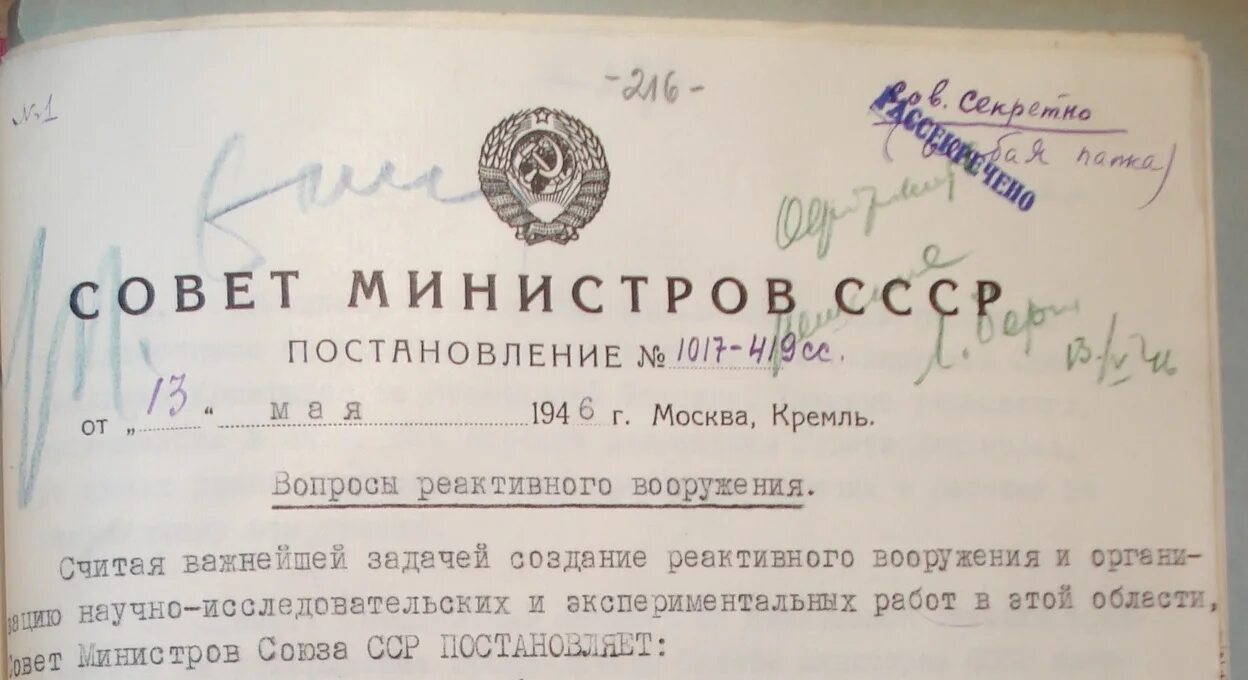 №1
-216-
Сов. Секретно
(особая папка)
РАССЕКРЕЧЕНО
СОВЕТ МИНИСТРОВ СССР
ПОСТАНОВЛЕНИЕ № 1017-419сс.
от „13“ мая 1946 г. Москва, Кремль.
Вопросы реактивного вооружения.
Считая важнейшей задачей создание реактивного вооружения и органи-
зацию научно-исследовательских и экспериментальных работ в этой области,
Совет Министров Союза ССР ПОСТАНОВЛЯЕТ: